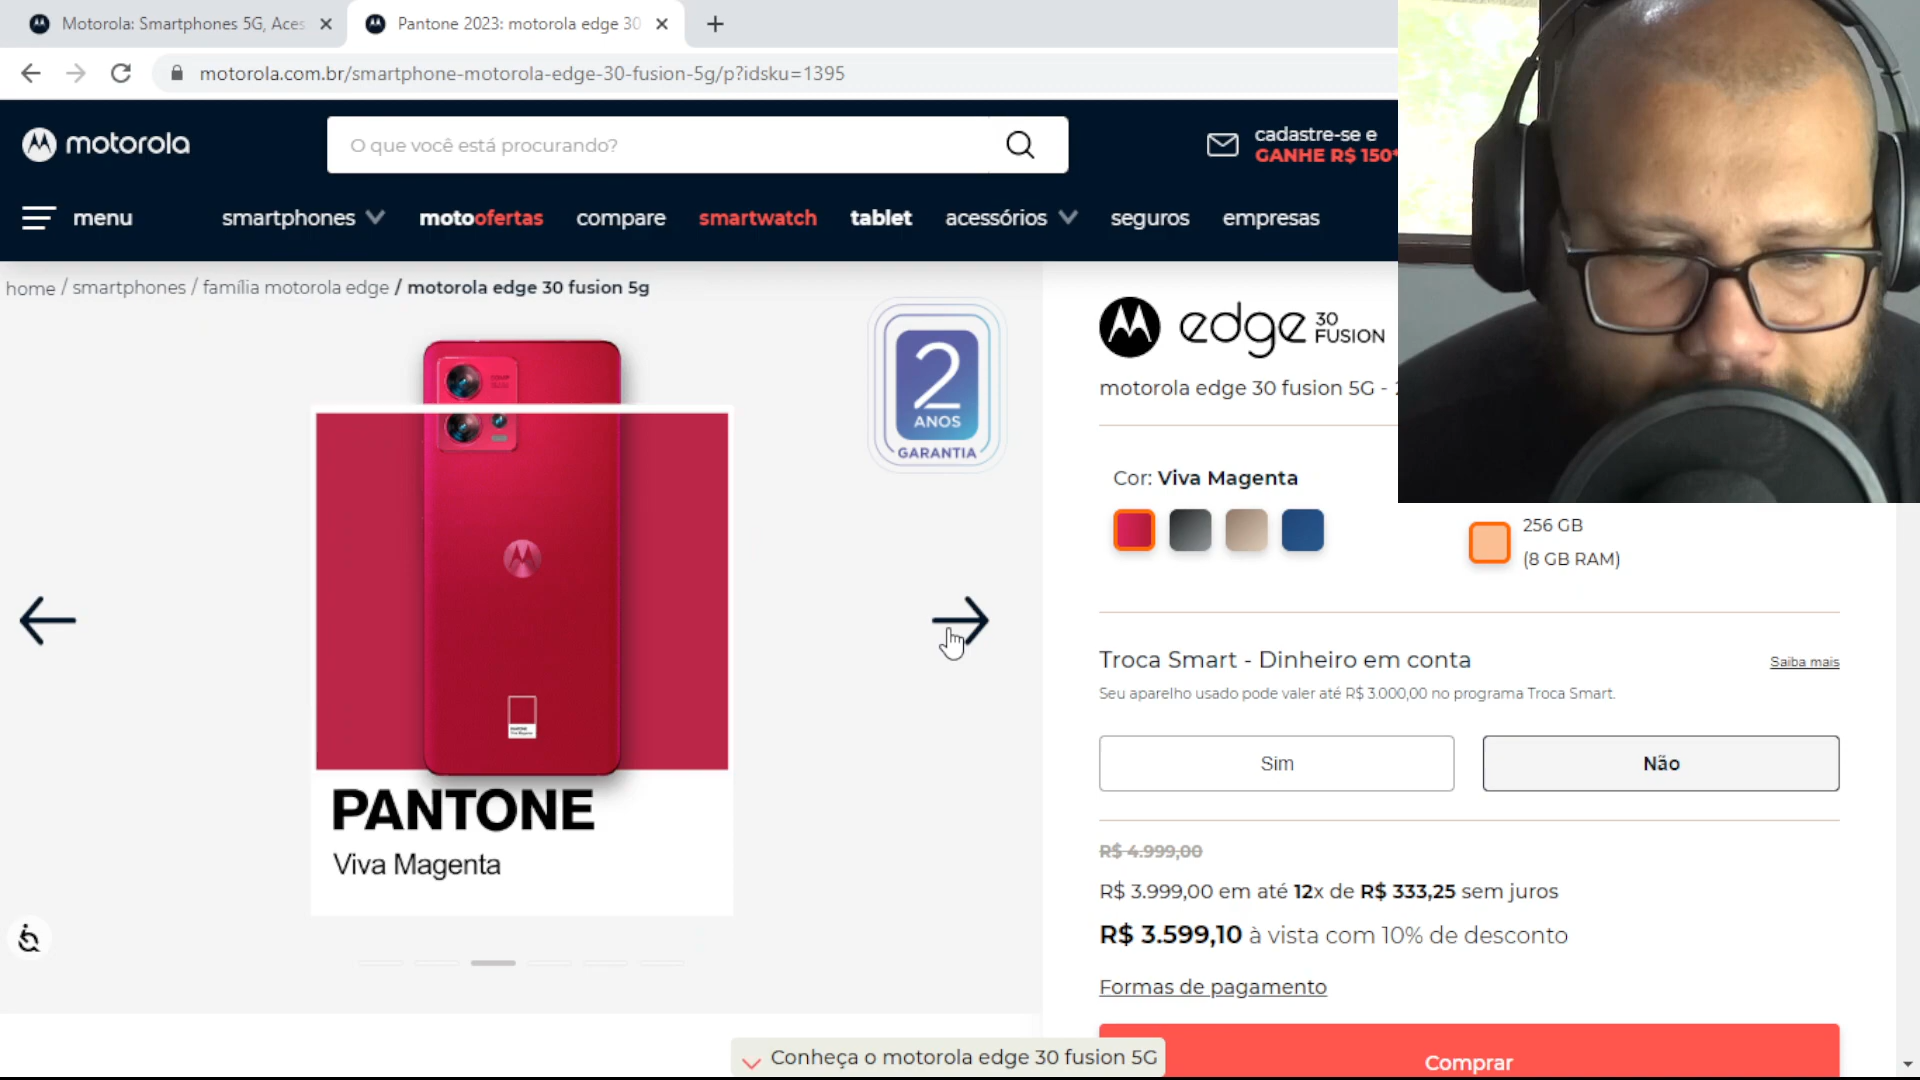 Motorola: Smartphones 5G, Aces
Pantone 2023: motorola edge 30
motorola.com.br/smartphone-motorola-edge-30-fusion-5g/p?idsku=1395
motorola
O que você está procurando?
cadastre-se e
GANHE R$ 150*
menu
smartphones
motoofertas
compare
smartwatch
tablet
acessórios
seguros
empresas
home / smartphones / família motorola edge / motorola edge 30 fusion 5g
2
ANOS
GARANTIA
PANTONE
Viva Magenta
edge 30 FUSION
motorola edge 30 fusion 5G -
Cor: Viva Magenta
256 GB
(8 GB RAM)
Troca Smart - Dinheiro em conta
Saiba mais
Seu aparelho usado pode valer até R$ 3.000,00 no programa Troca Smart.
Sim
Não
R$ 4.999,00
R$ 3.999,00 em até 12x de R$ 333,25 sem juros
R$ 3.599,10 à vista com 10% de desconto
Formas de pagamento
Comprar
Conheça o motorola edge 30 fusion 5G